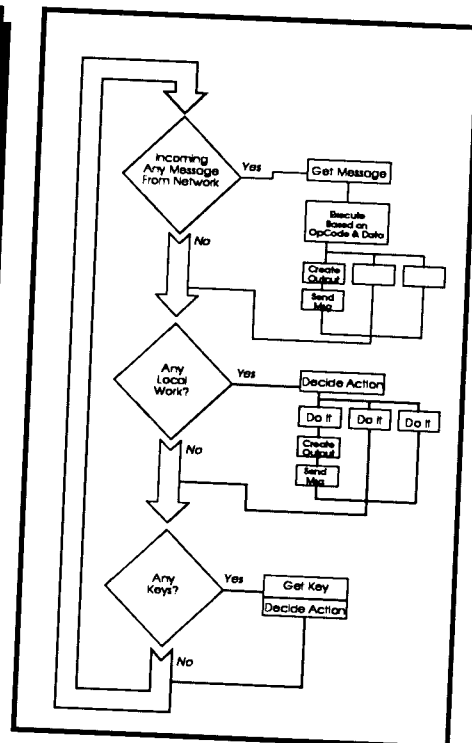 Incoming
Any Message
From Network
Yes
Get Message
Execute
Based on
OpCode & Data
No
Create
Output
Send
Msg
Any
Local
Work?
Yes
Decide Action
Do It
Do It
Do It
No
Create
Output
Send
Msg
Any
Keys?
Yes
Get Key
Decide Action
No